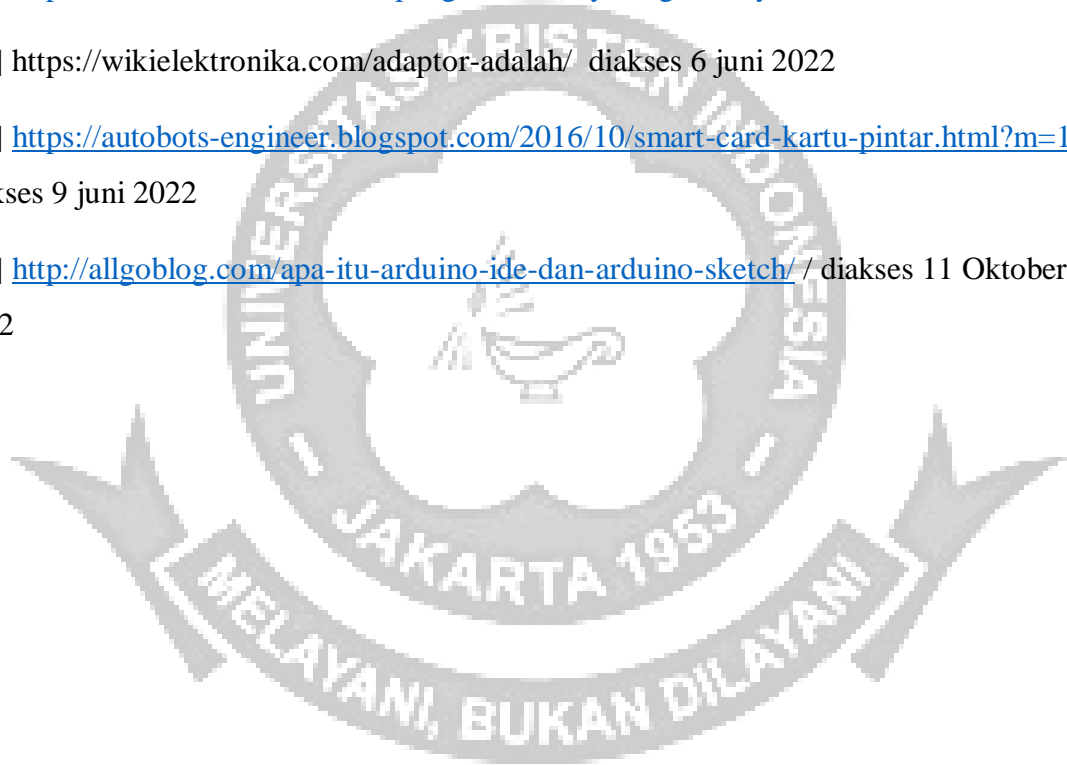 ] https://wikielektronika.com/adaptor-adalah/ diakses 6 juni 2022
] https://autobots-engineer.blogspot.com/2016/10/smart-card-kartu-pintar.html?m=1
kses 9 juni 2022
] http://allgoblog.com/apa-itu-arduino-ide-dan-arduino-sketch/ / diakses 11 Oktober
2
UNIVERSITAS KRISTEN INDONESIA
- JAKARTA 1953 -
MELAYANI, BUKAN DILAYANI